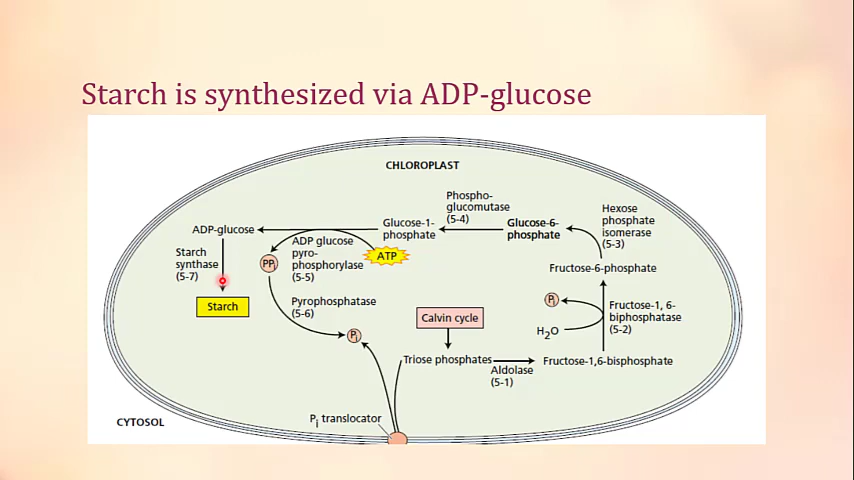 Starch is synthesized via ADP-glucose
CHLOROPLAST
Phospho-
glucomutase
(5-4)
Hexose
phosphate
isomerase
(5-3)
ADP-glucose
Glucose-1-
phosphate
Glucose-6-
phosphate
Starch
synthase
(5-7)
PPi
ADP glucose
pyro-
phosphorylase
(5-5)
ATP
Fructose-6-phosphate
Starch
Pyrophosphatase
(5-6)
Pi
Calvin cycle
Pi
H2O
Fructose-1, 6-
biphosphatase
(5-2)
Triose phosphates
Aldolase
(5-1)
Fructose-1,6-bisphosphate
CYTOSOL
Pi translocator